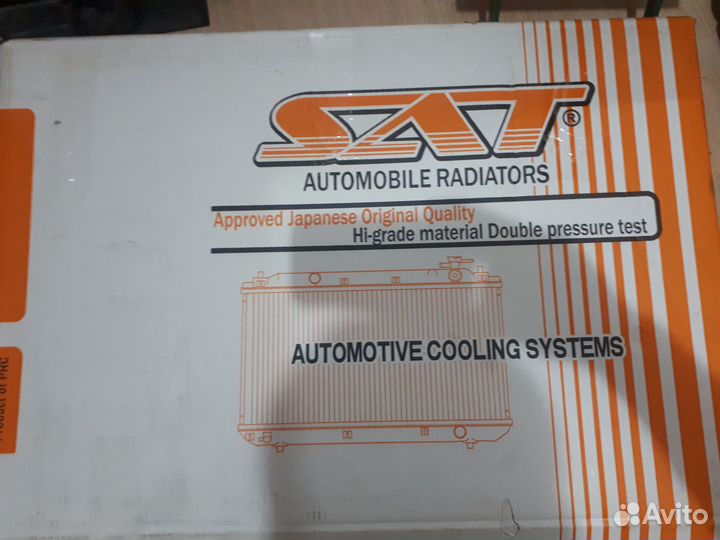 SAT®
AUTOMOBILE RADIATORS
Approved Japanese Original Quality
Hi-grade material Double pressure test
AUTOMOTIVE COOLING SYSTEMS
Product of PRC
Avito